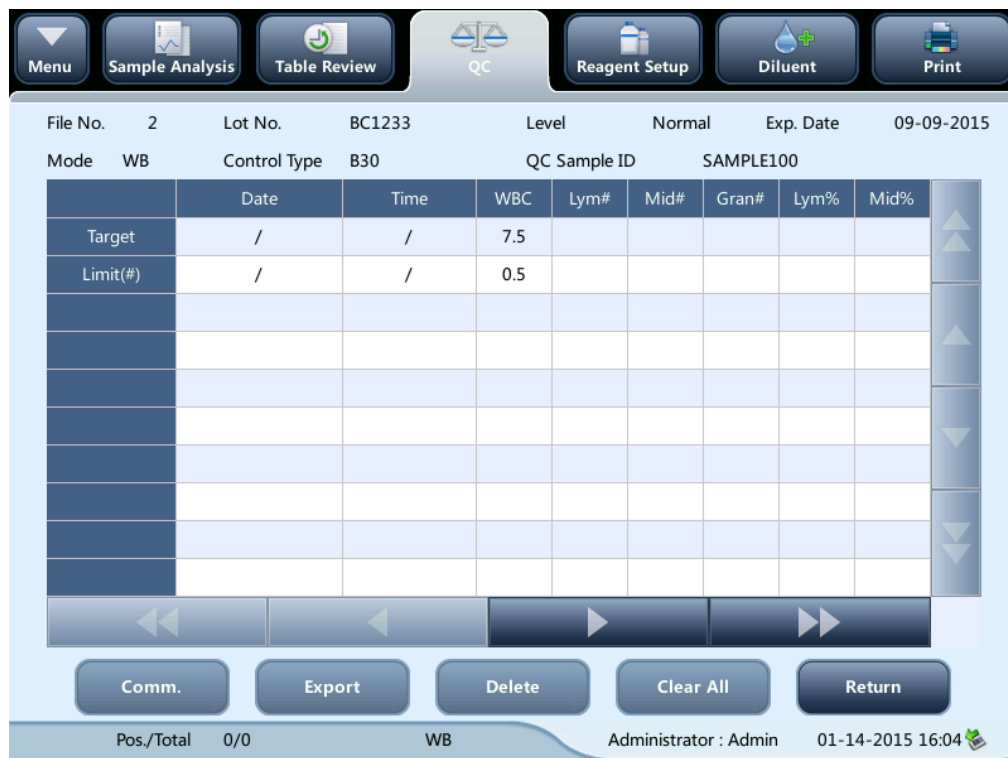 Menu Sample Analysis Table Review QC Reagent Setup Diluent Print
File No. 2 Lot No. BC1233 Level Normal Exp. Date 09-09-2015
Mode WB Control Type B30 QC Sample ID SAMPLE100
Date Time WBC Lym# Mid# Gran# Lym% Mid%
Target / / 7.5
Limit(#) / / 0.5
Comm. Export Delete Clear All Return
Pos./Total 0/0 WB Administrator : Admin 01-14-2015 16:04